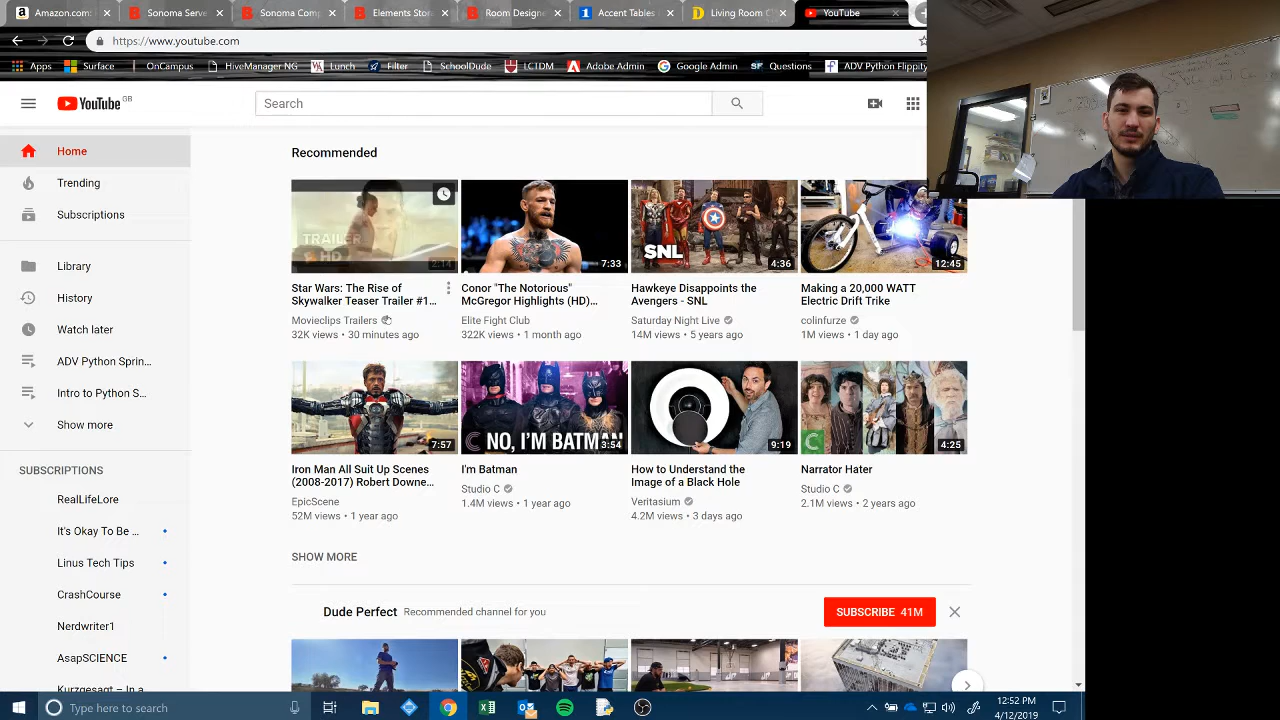 Amazon.com:
Sonoma Serve
Sonoma Comp
Elements Stor
Room Designe
Accent Tables
Living Room C
YouTube
https://www.youtube.com
Apps
Surface
OnCampus
HiveManager NG
Lunch
Filter
SchoolDude
LCTDM
Adobe Admin
Google Admin
SF Questions
ADV Python Flippity
YouTube GB
Search
Home
Trending
Subscriptions
Library
History
Watch later
ADV Python Sprin...
Intro to Python S...
Show more
SUBSCRIPTIONS
RealLifeLore
It's Okay To Be ...
Linus Tech Tips
CrashCourse
Nerdwriter1
AsapSCIENCE
Kurzgesagt – In a
Recommended
TRAILER
HD
2:14
7:33
SNL
4:36
12:45
Star Wars: The Rise of
Skywalker Teaser Trailer #1...
Movieclips Trailers
32K views • 30 minutes ago
Conor "The Notorious"
McGregor Highlights (HD)...
Elite Fight Club
322K views • 1 month ago
Hawkeye Disappoints the
Avengers - SNL
Saturday Night Live
14M views • 5 years ago
Making a 20,000 WATT
Electric Drift Trike
colinfurze
1M views • 1 day ago
7:57
C NO, I'M BATMAN
3:54
9:19
C
4:25
Iron Man All Suit Up Scenes
(2008-2017) Robert Downe...
EpicScene
52M views • 1 year ago
I'm Batman
Studio C
1.4M views • 1 year ago
How to Understand the
Image of a Black Hole
Veritasium
4.2M views • 3 days ago
Narrator Hater
Studio C
2.1M views • 2 years ago
SHOW MORE
Dude Perfect Recommended channel for you
SUBSCRIBE 41M
Type here to search
12:52 PM
4/12/2019